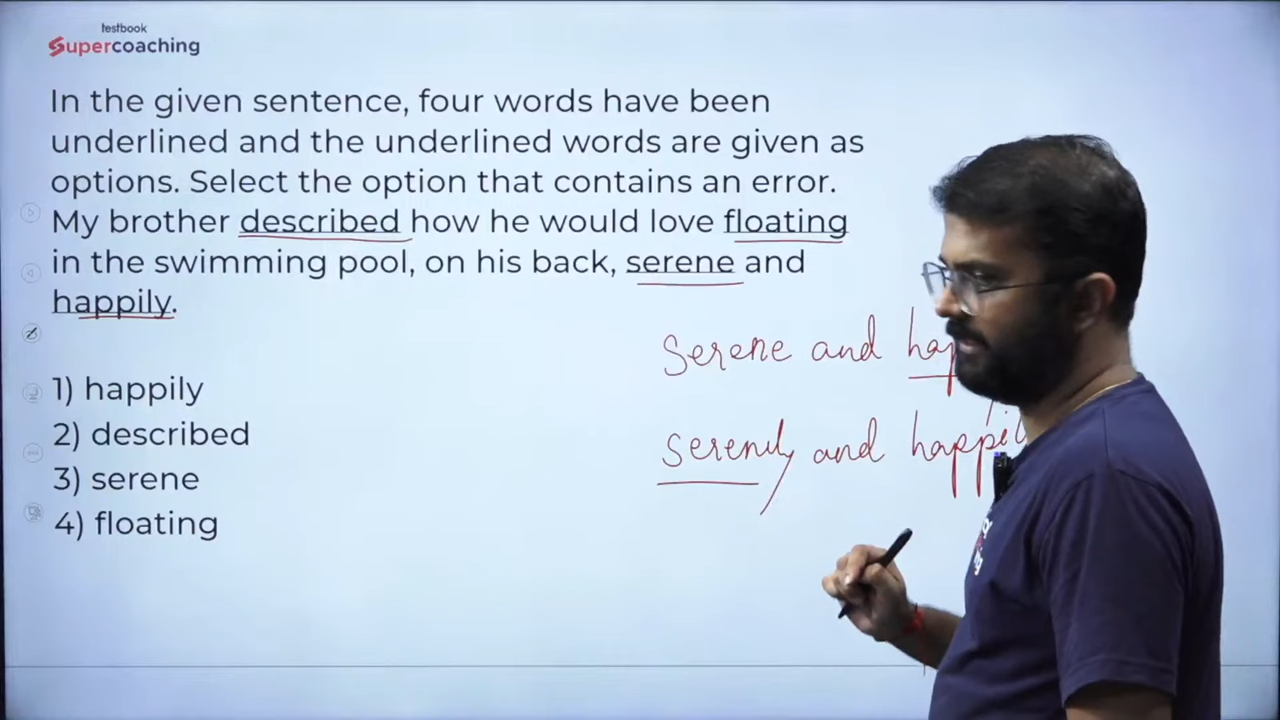 testbook
Supercoaching
In the given sentence, four words have been
underlined and the underlined words are given as
options. Select the option that contains an error.
My brother described how he would love floating
in the swimming pool, on his back, serene and
happily.
1) happily
2) described
3) serene
4) floating
Serene and
serenely and